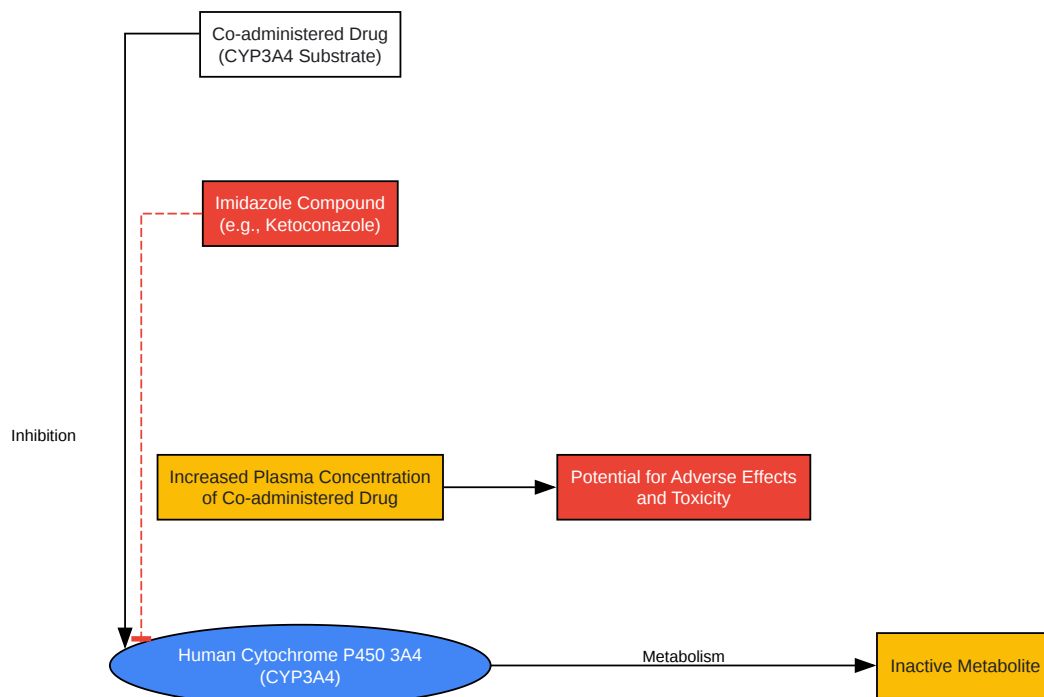 Co-administered Drug
(CYP3A4 Substrate)
Imidazole Compound
(e.g., Ketoconazole)
Inhibition
Increased Plasma Concentration
of Co-administered Drug
Potential for Adverse Effects
and Toxicity
Human Cytochrome P450 3A4
(CYP3A4)
Metabolism
Inactive Metabolite